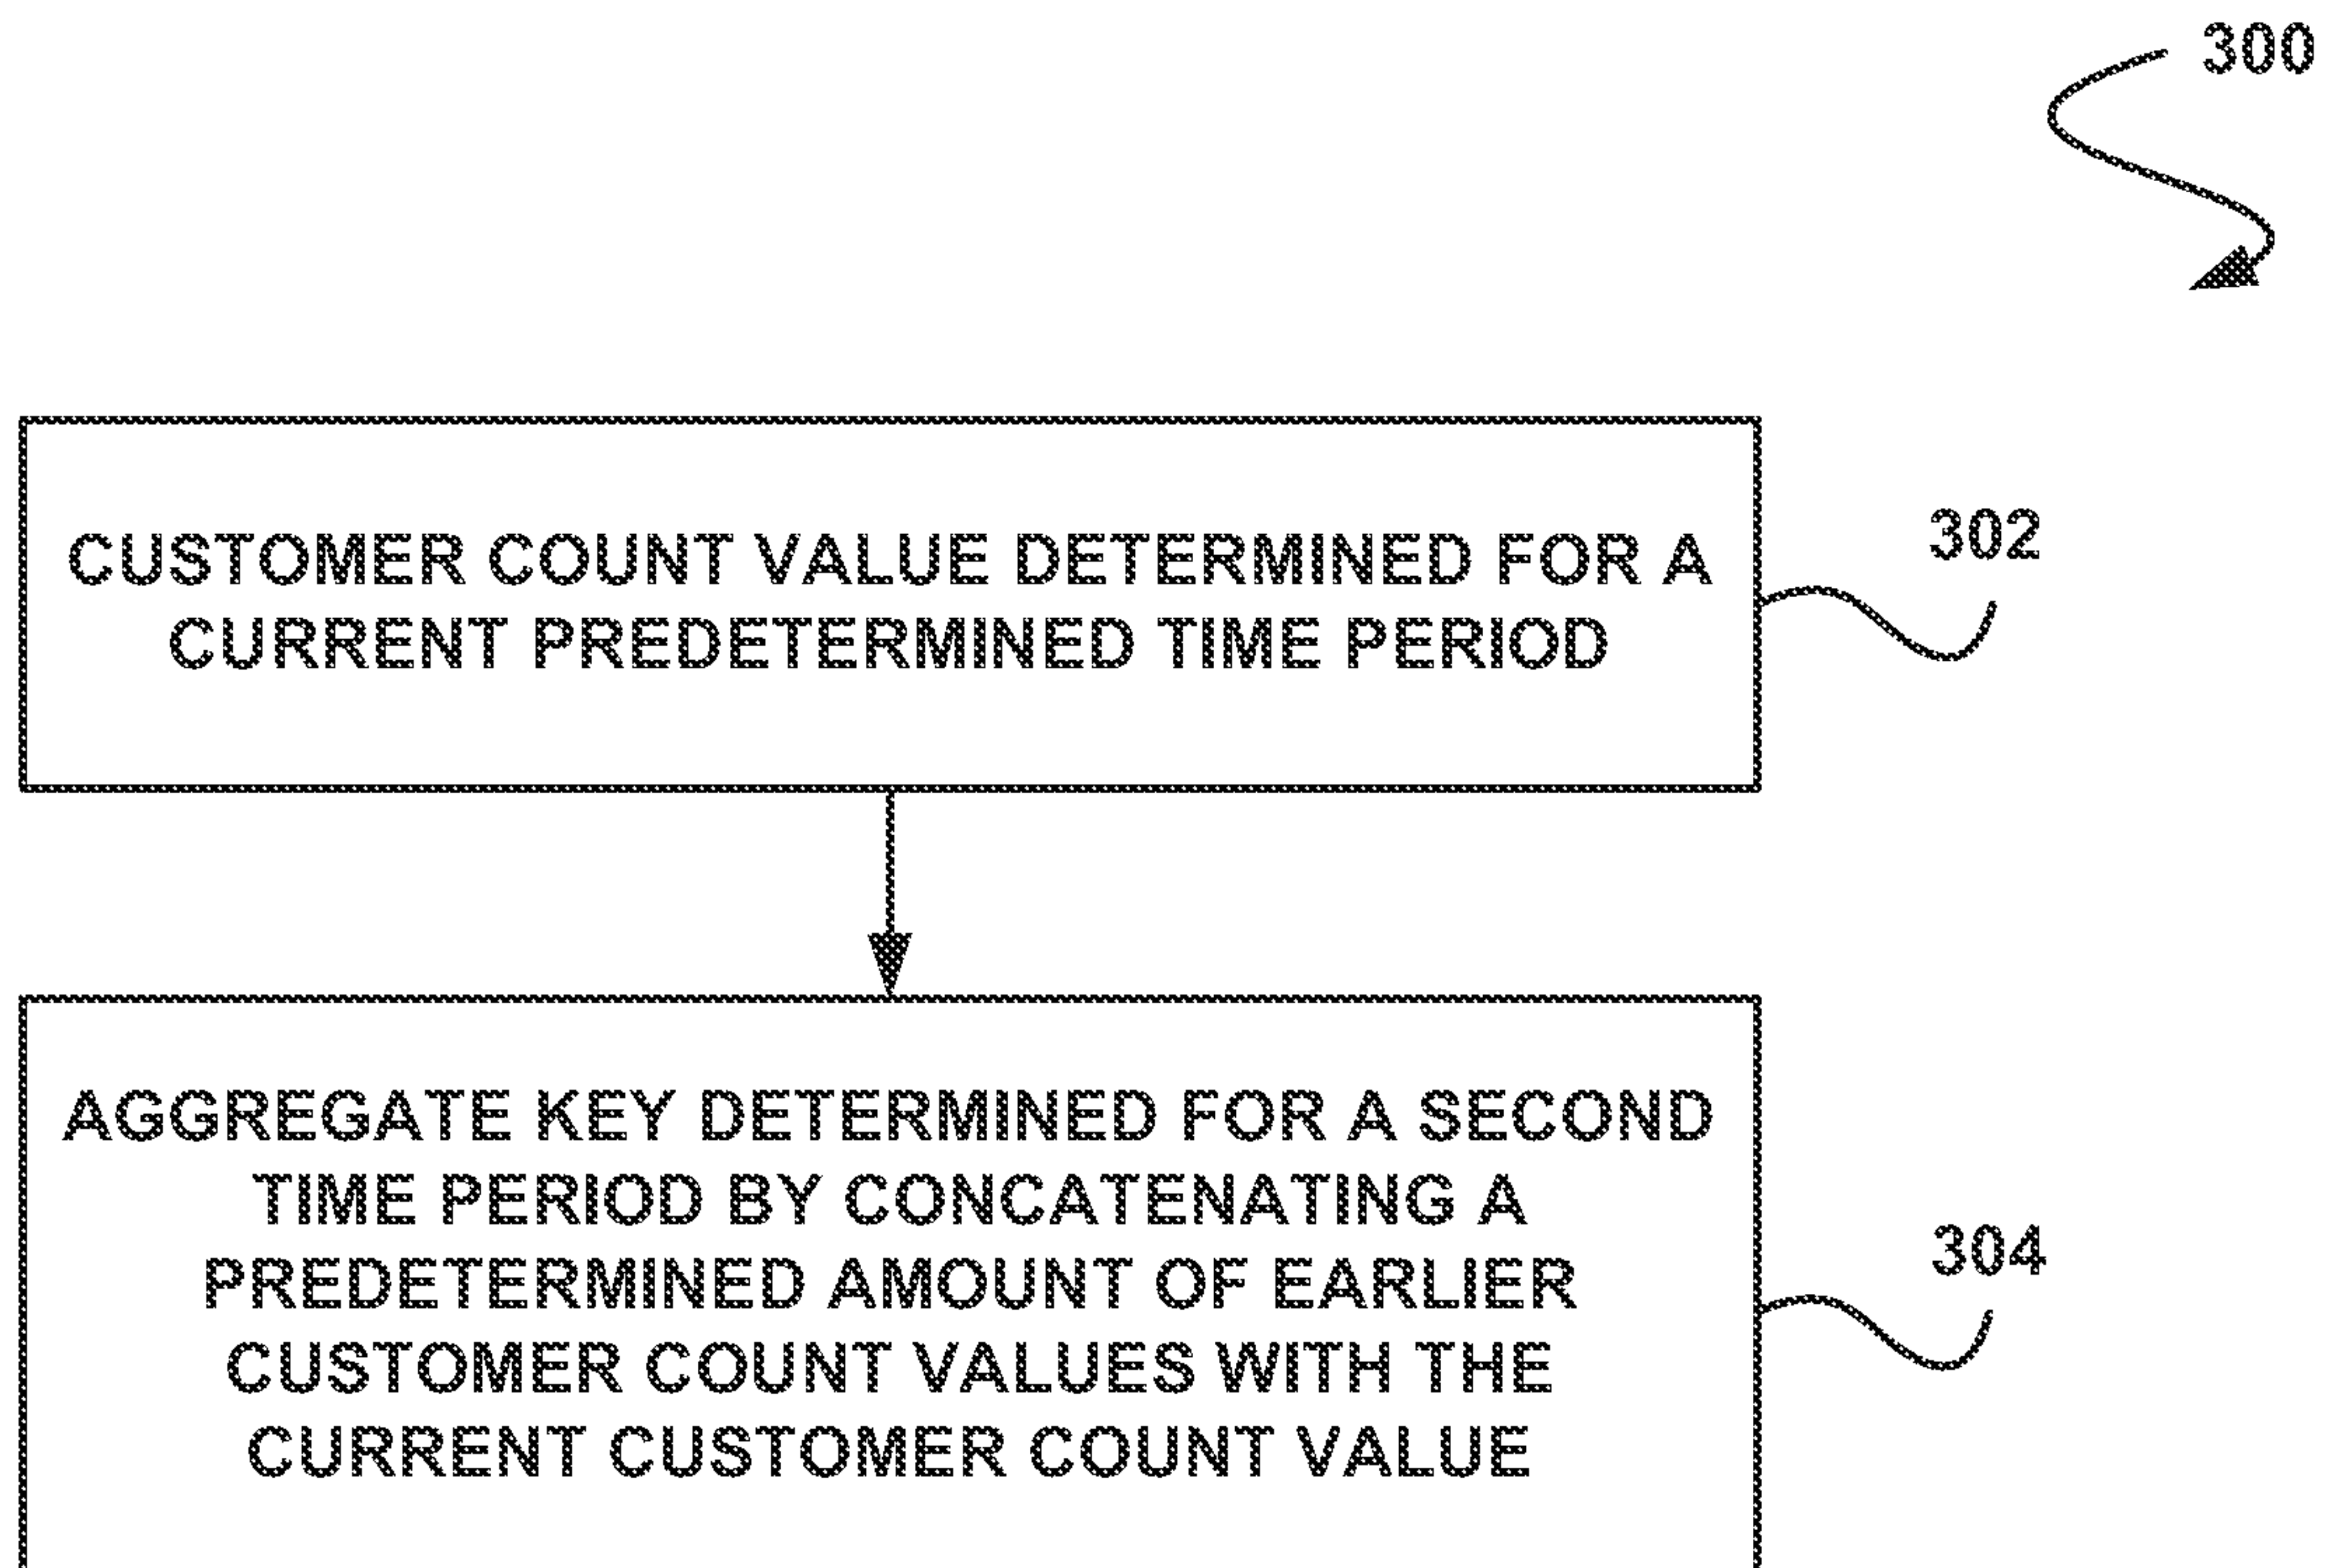 300
CUSTOMER COUNT VALUE DETERMINED FOR A
CURRENT PREDETERMINED TIME PERIOD
302
AGGREGATE KEY DETERMINED FOR A SECOND
TIME PERIOD BY CONCATENATING A
PREDETERMINED AMOUNT OF EARLIER
CUSTOMER COUNT VALUES WITH THE
CURRENT CUSTOMER COUNT VALUE
304